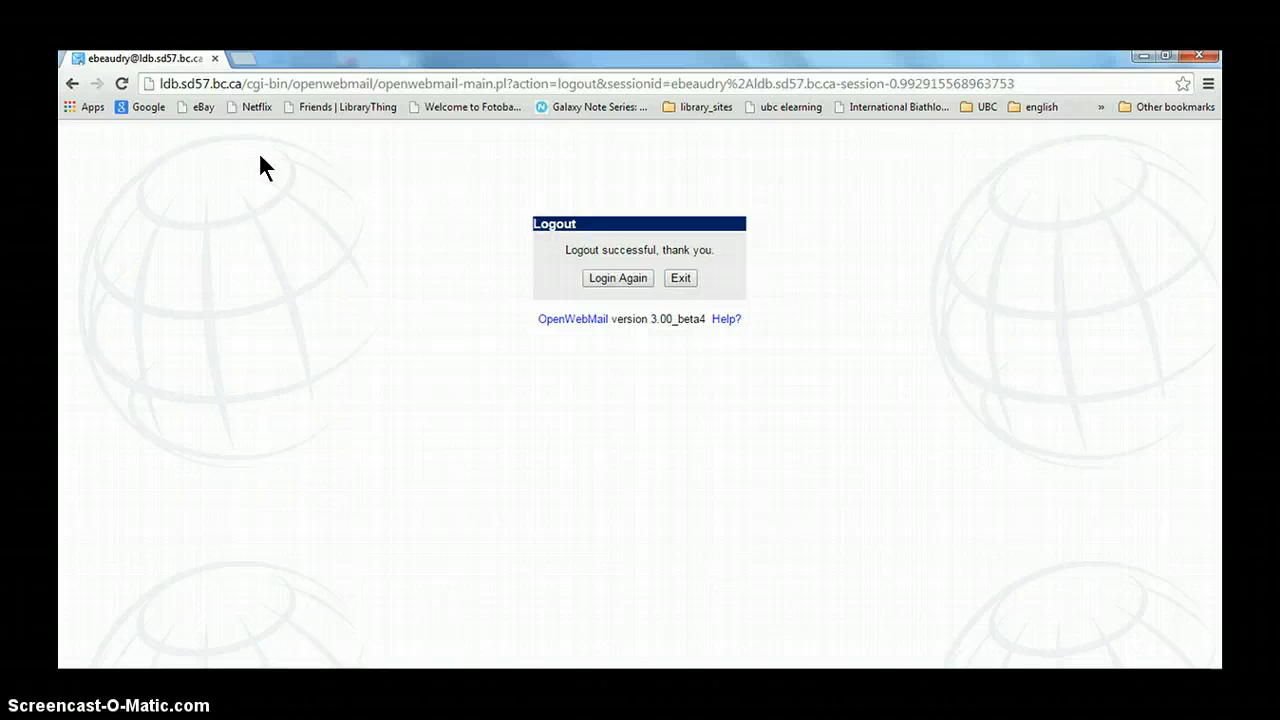 ebeaudry@ldb.sd57.bc.ca
ldb.sd57.bc.ca/cgi-bin/openwebmail/openwebmail-main.pl?action=logout&sessionid=ebeaudry%2Aldb.sd57.bc.ca-session-0.992915568963753
Apps Google eBay Netflix Friends | LibraryThing Welcome to Fotoba... Galaxy Note Series: ... library_sites ubc elearning International Biathlo... UBC english » Other bookmarks
Logout
Logout successful, thank you.
Login Again Exit
OpenWebMail version 3.00_beta4 Help?
Screencast-O-Matic.com